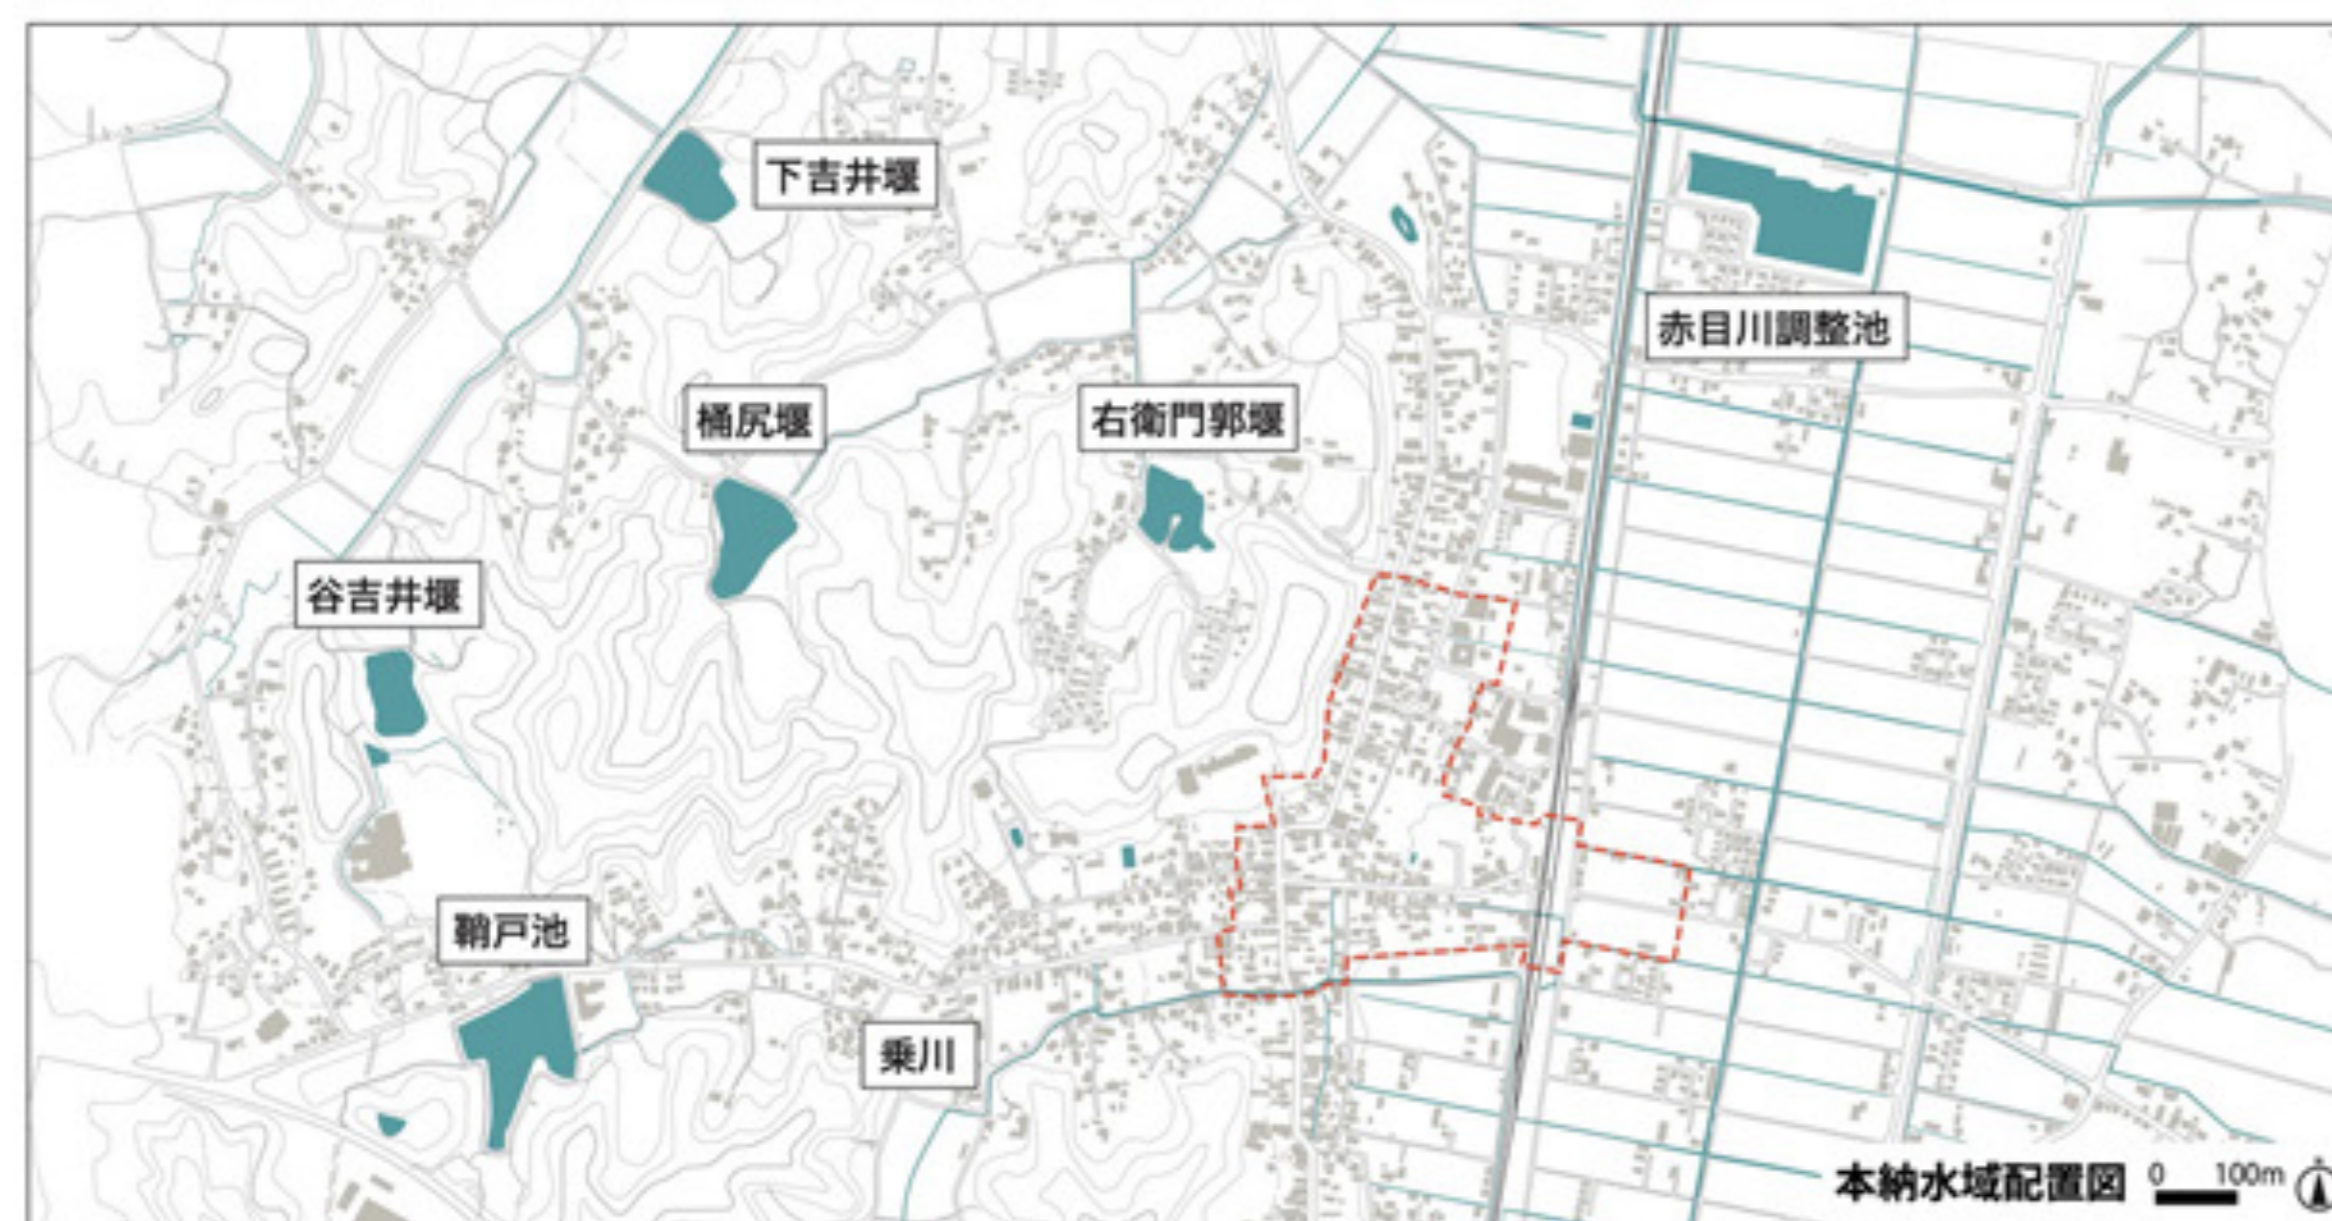 下吉井堰
赤目川調整池
桶尻堰
右衛門郭堰
谷吉井堰
鞘戸池
乗川
本納水域配置図
0 100m